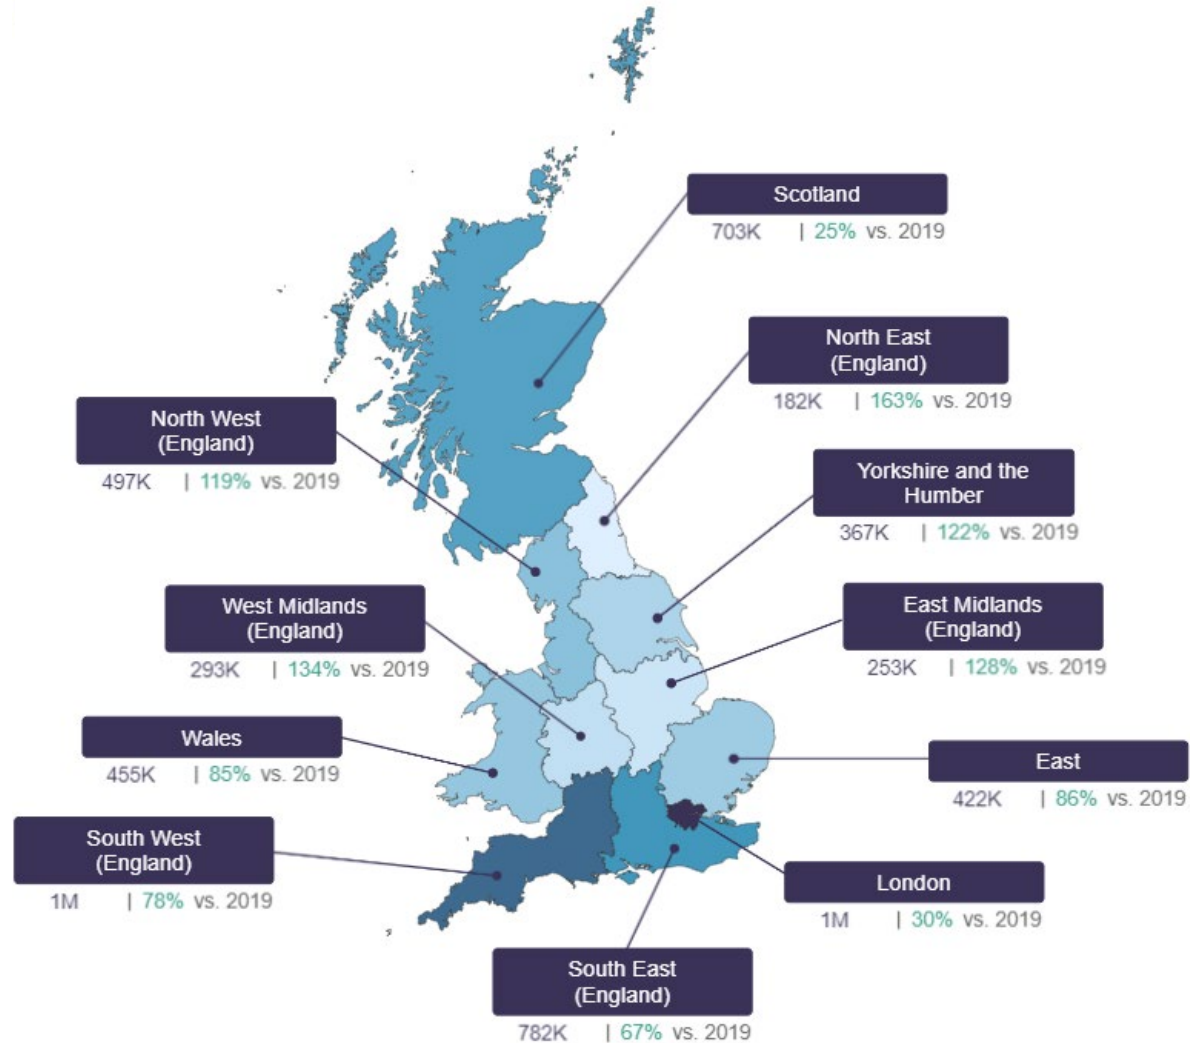 Scotland
703K | 25% vs. 2019
North East
(England)
182K | 163% vs. 2019
North West
(England)
497K | 119% vs. 2019
Yorkshire and the
Humber
367K | 122% vs. 2019
West Midlands
(England)
293K | 134% vs. 2019
East Midlands
(England)
253K | 128% vs. 2019
Wales
455K | 85% vs. 2019
East
422K | 86% vs. 2019
South West
(England)
1M | 78% vs. 2019
London
1M | 30% vs. 2019
South East
(England)
782K | 67% vs. 2019